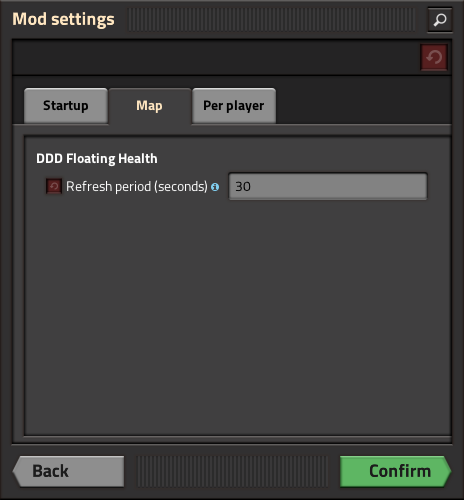 Mod settings
Startup Map Per player
DDD Floating Health
Refresh period (seconds) 30
Back Confirm